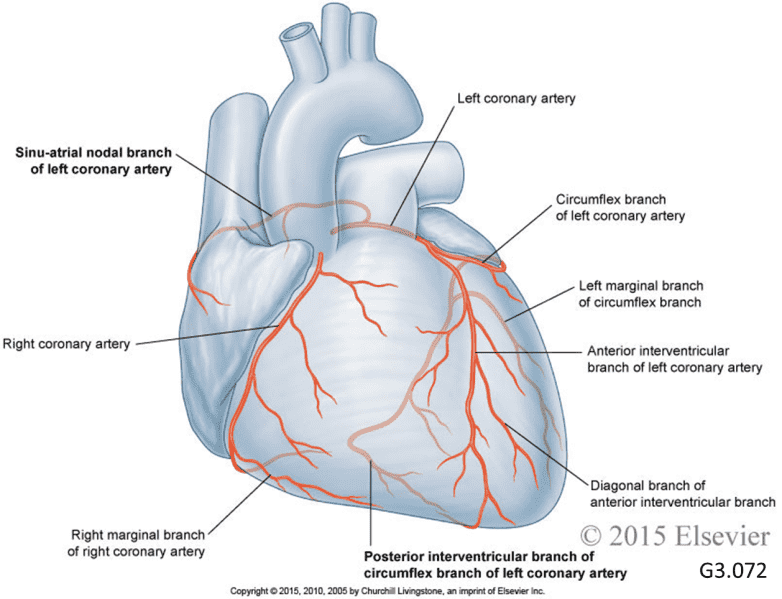 Left coronary artery
Sinu-atrial nodal branch
of left coronary artery
Circumflex branch
of left coronary artery
Left marginal branch
of circumflex branch
Right coronary artery
Anterior interventricular
branch of left coronary artery
Diagonal branch of
anterior interventricular branch
Right marginal branch
of right coronary artery
Posterior interventricular branch of
circumflex branch of left coronary artery
© 2015 Elsevier
G3.072
Copyright © 2015, 2010, 2005 by Churchill Livingstone, an imprint of Elsevier Inc.